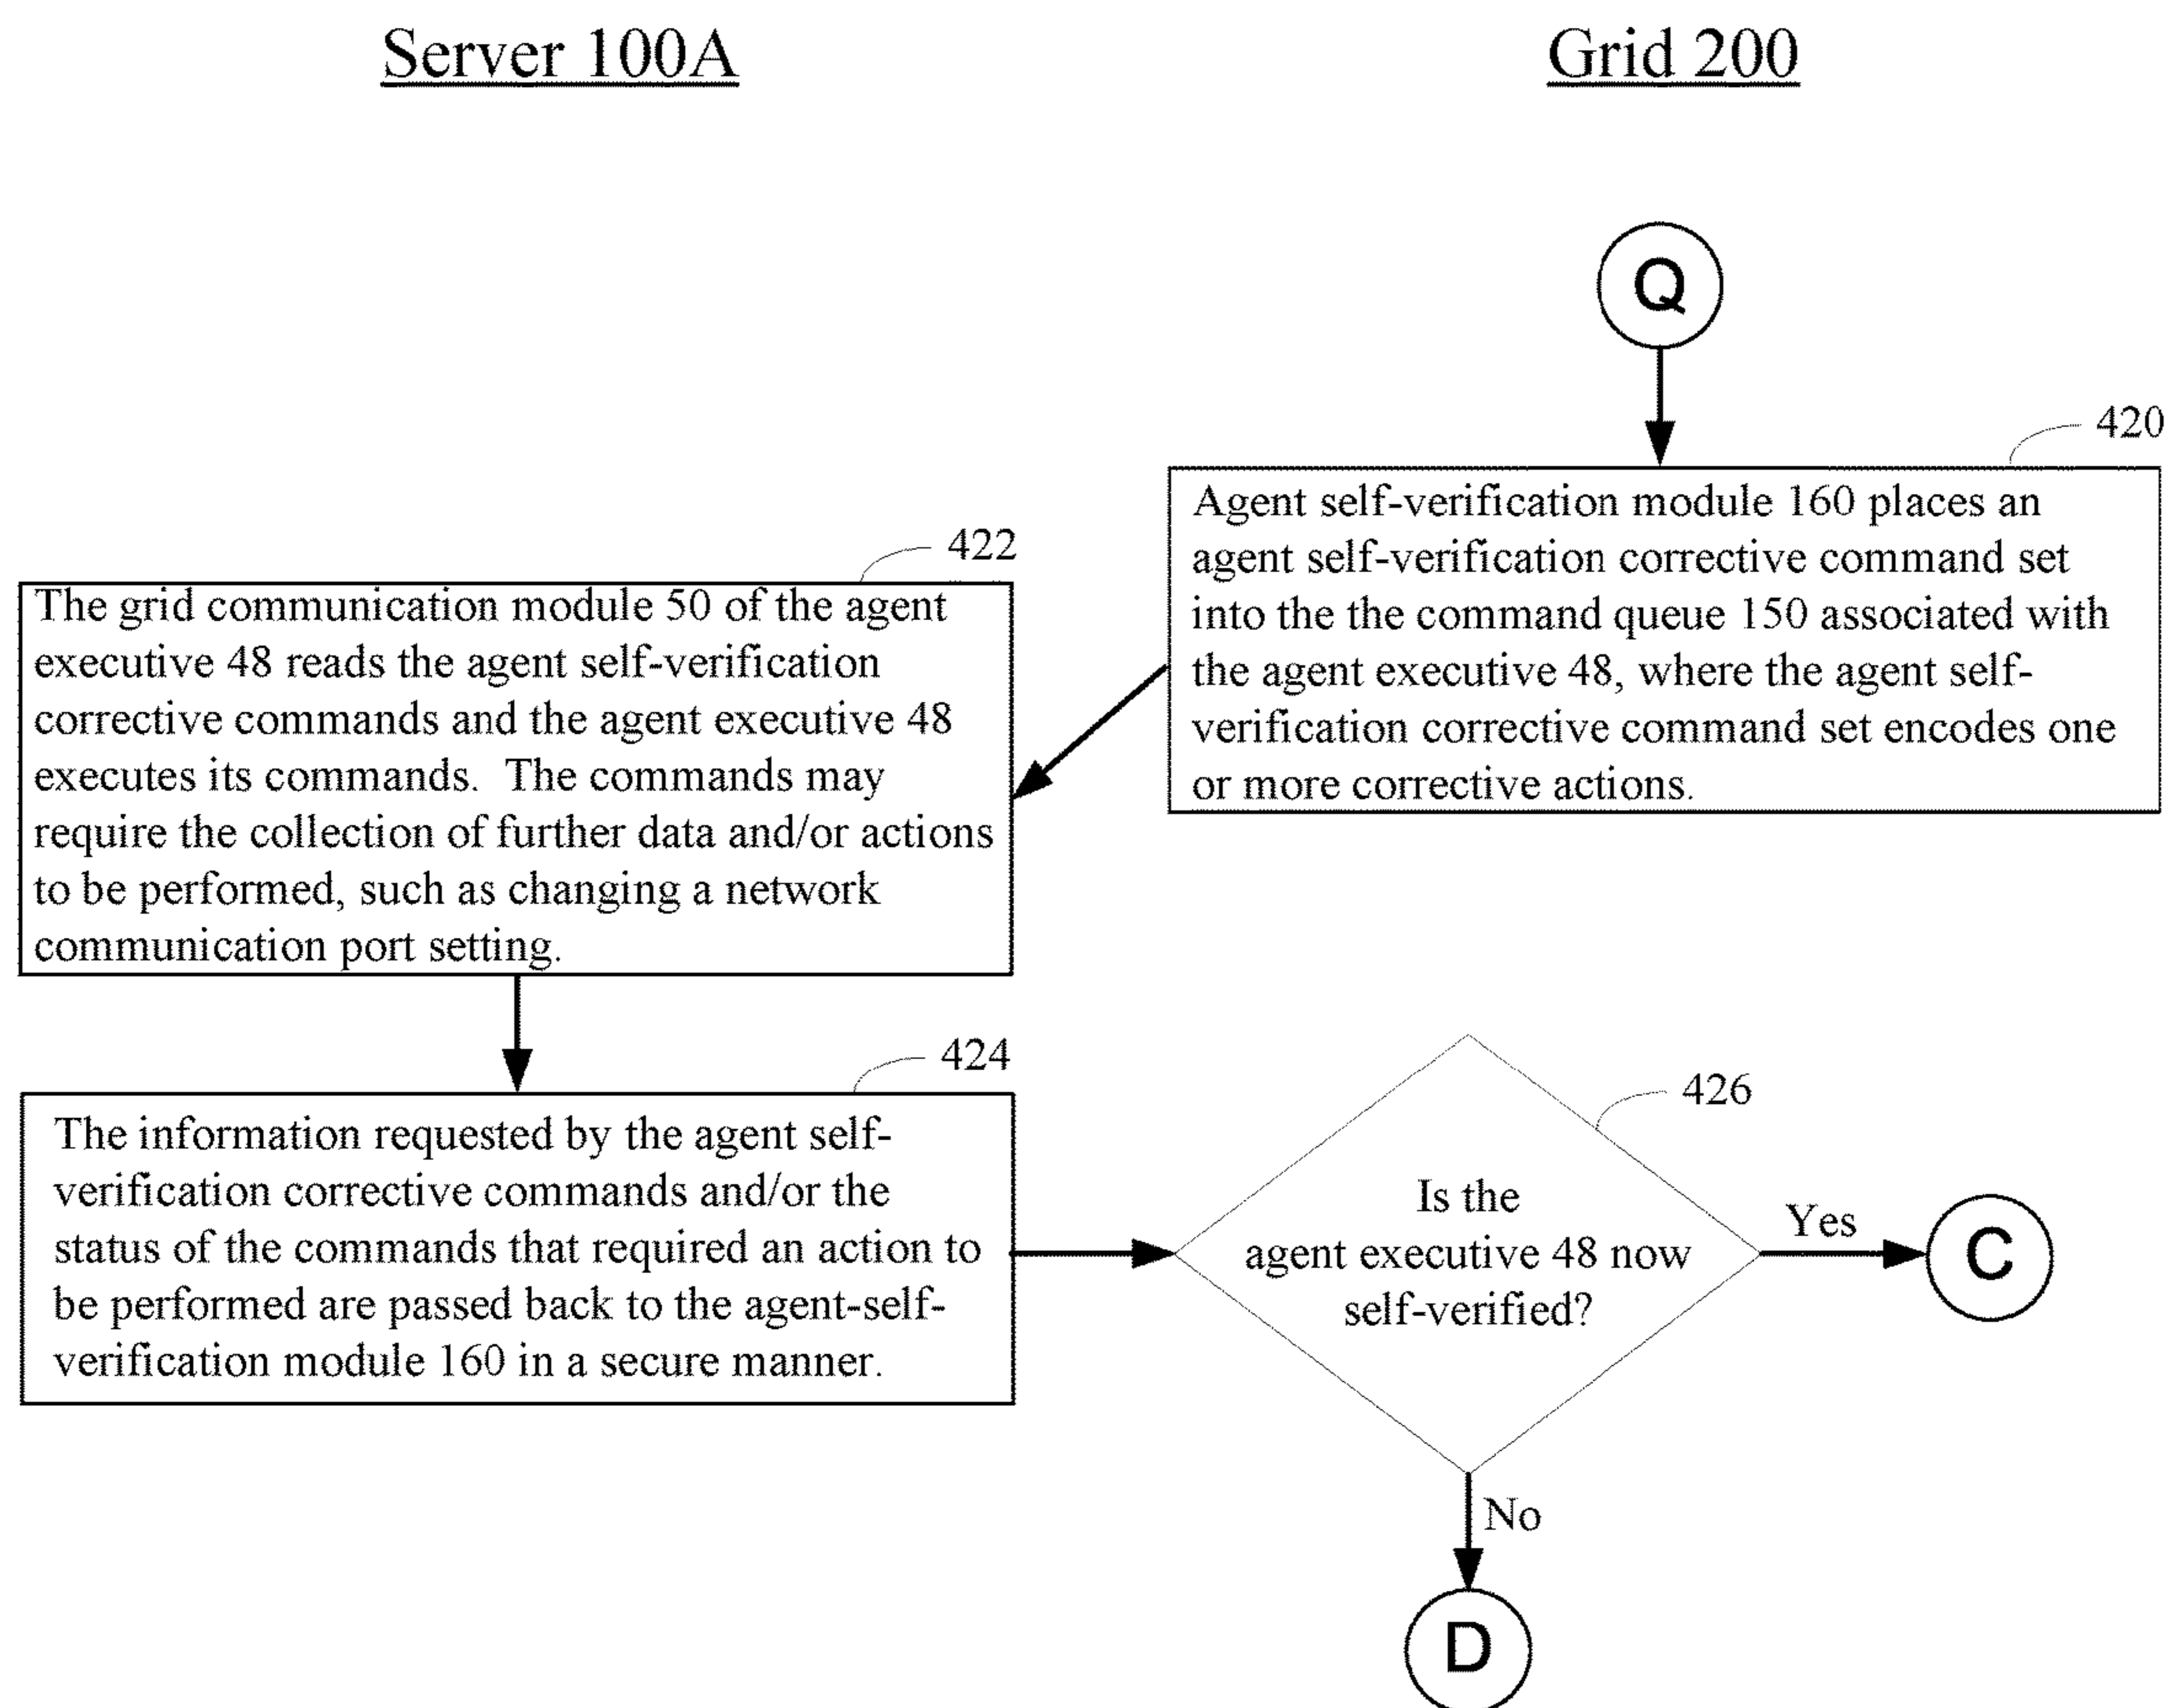 Server 100A
Grid 200
Q
420
Agent self-verification module 160 places an
agent self-verification corrective command set
into the the command queue 150 associated with
the agent executive 48, where the agent self-
verification corrective command set encodes one
or more corrective actions.
422
The grid communication module 50 of the agent
executive 48 reads the agent self-verification
corrective commands and the agent executive 48
executes its commands.  The commands may
require the collection of further data and/or actions
to be performed, such as changing a network
communication port setting.
424
The information requested by the agent self-
verification corrective commands and/or the
status of the commands that required an action to
be performed are passed back to the agent-self-
verification module 160 in a secure manner.
426
Is the
agent executive 48 now
self-verified?
Yes
C
No
D